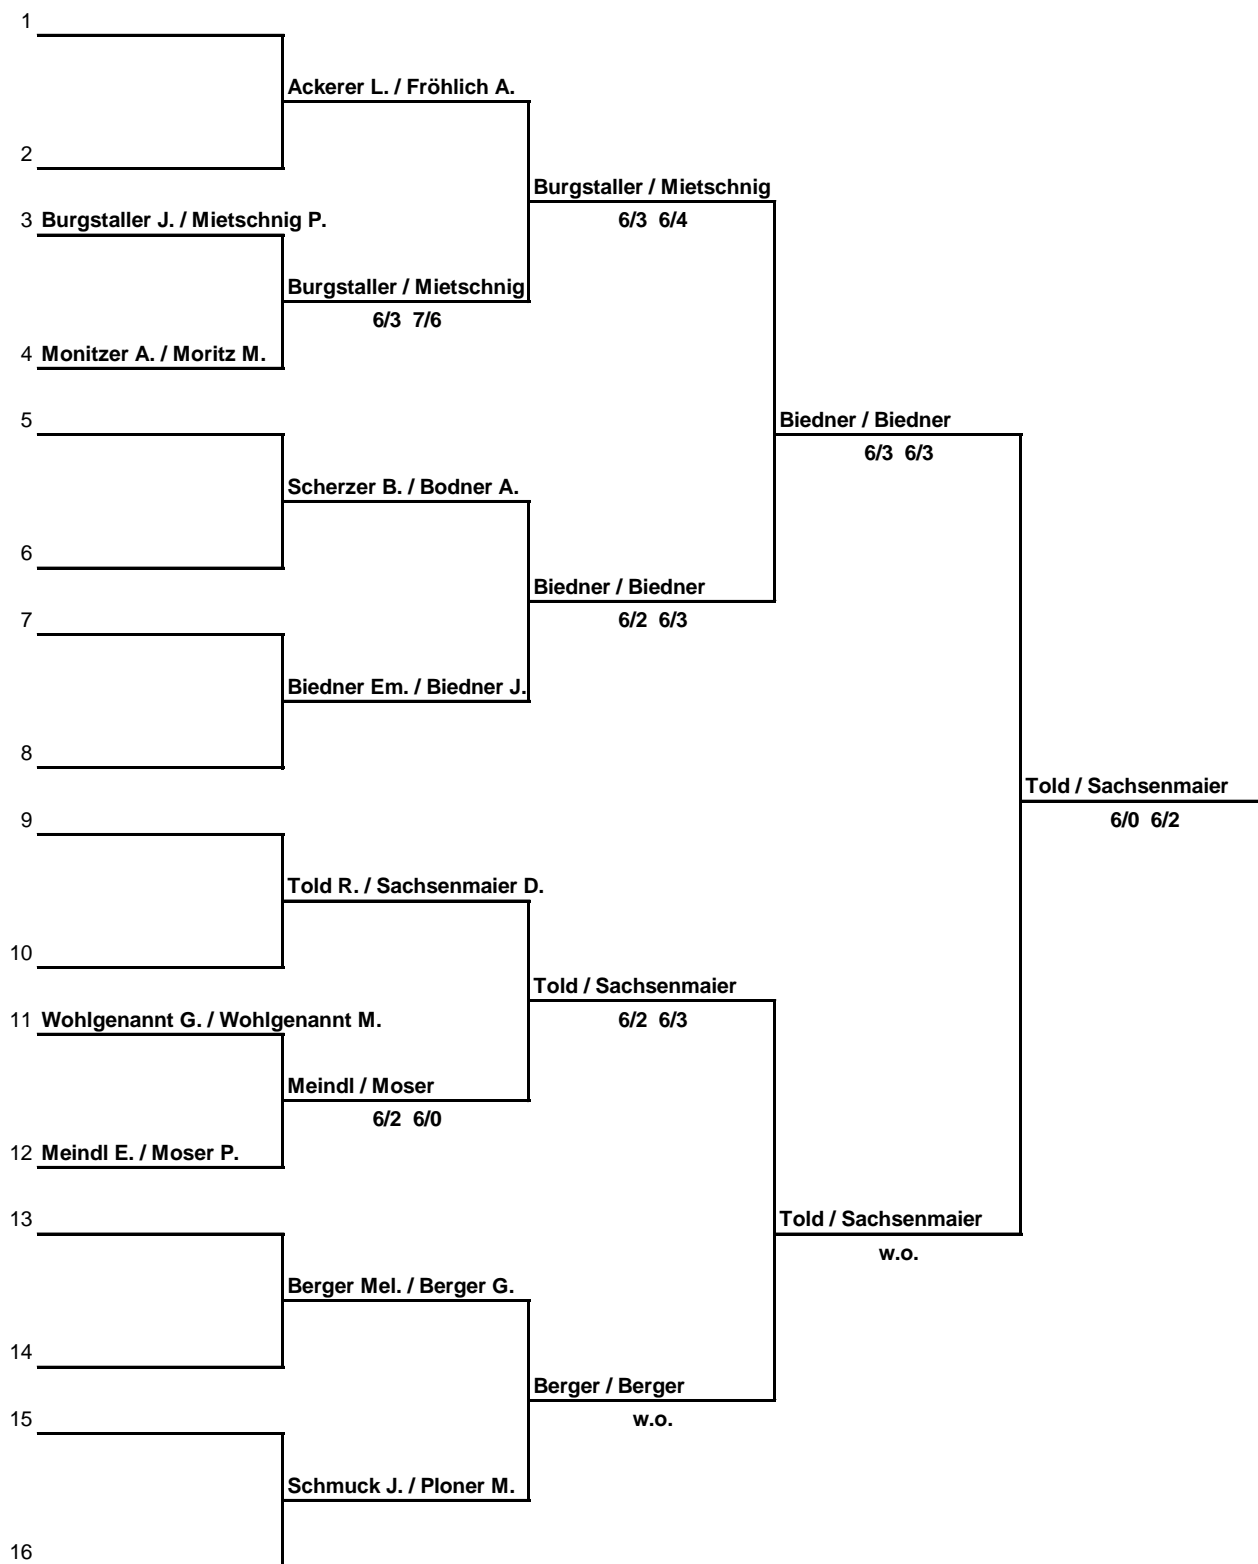 1
Ackerer L. / Fröhlich A.
2
Burgstaller / Mietschnig
6/3 6/4
3 Burgstaller J. / Mietschnig P.
Burgstaller / Mietschnig
6/3 7/6
4 Monitzer A. / Moritz M.
5
Biedner / Biedner
6/3 6/3
Scherzer B. / Bodner A.
6
Biedner / Biedner
6/2 6/3
7
Biedner Em. / Biedner J.
8
Told / Sachsenmaier
6/0 6/2
9
Told R. / Sachsenmaier D.
10
Told / Sachsenmaier
6/2 6/3
11 Wohlgenannt G. / Wohlgenannt M.
Meindl / Moser
6/2 6/0
12 Meindl E. / Moser P.
13
Told / Sachsenmaier
w.o.
Berger Mel. / Berger G.
14
Berger / Berger
w.o.
15
Schmuck J. / Ploner M.
16